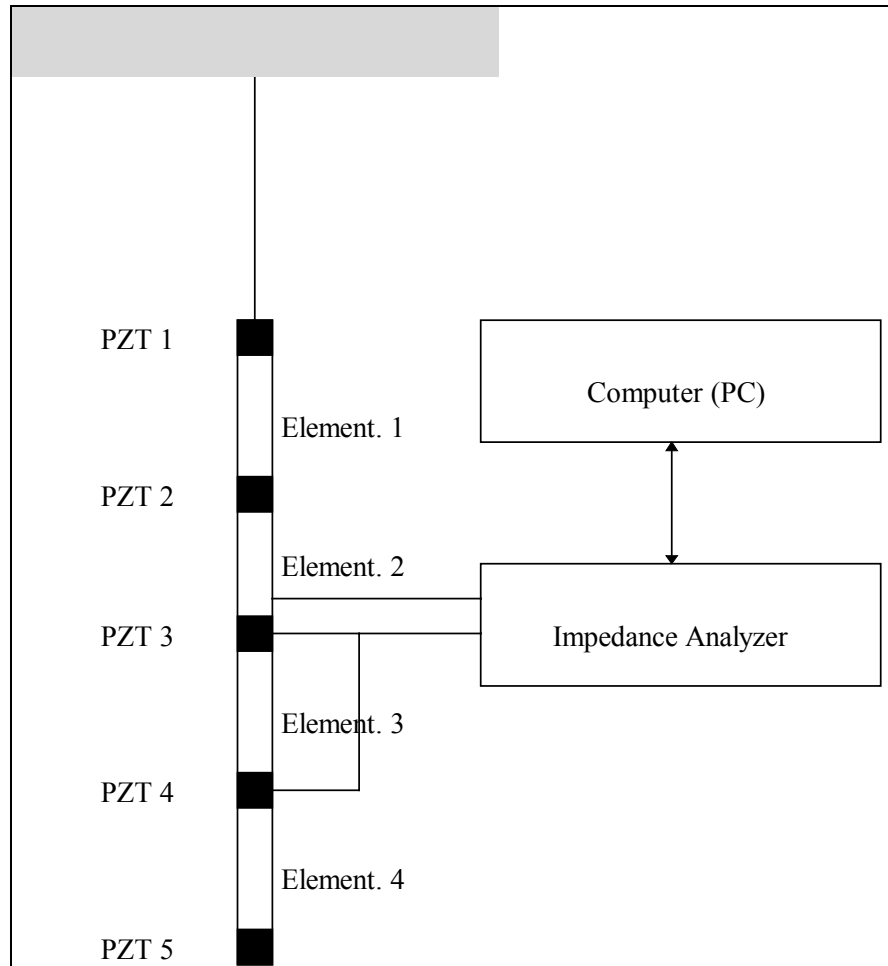 PZT 1
Computer (PC)
Element. 1
PZT 2
Element. 2
PZT 3
Impedance Analyzer
Element. 3
PZT 4
Element. 4
PZT 5